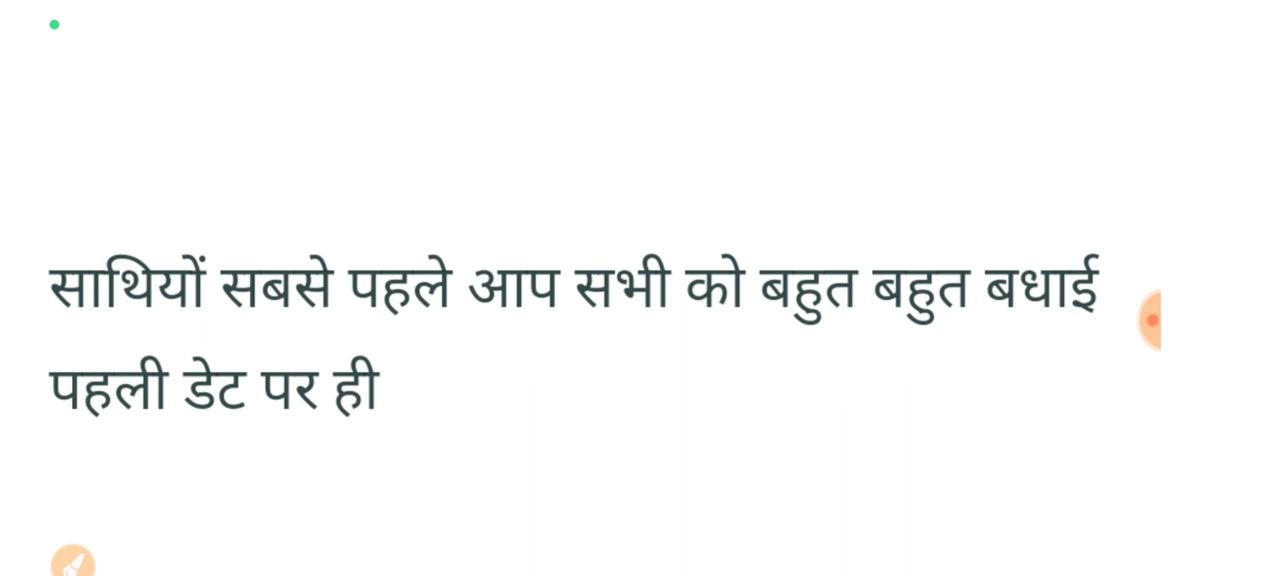 साथियों सबसे पहले आप सभी को बहुत बहुत बधाई
पहली डेट पर ही